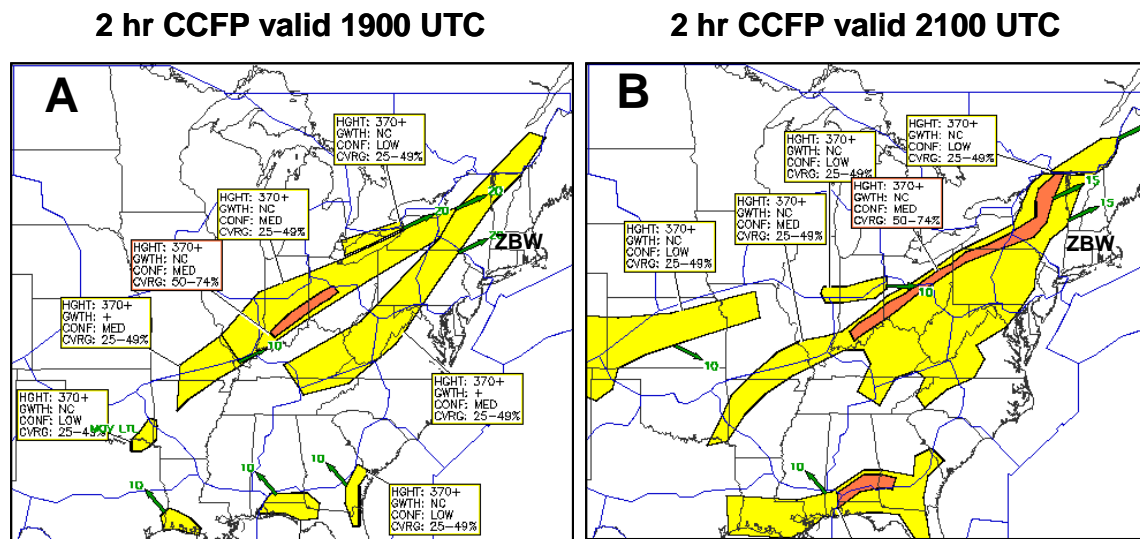 2 hr CCFP valid 1900 UTC
2 hr CCFP valid 2100 UTC
A
HGHT: 370+
GWTH: NC
CONF: LOW
CVRG: 25-49%
HGHT: 370+
GWTH: NC
CONF: MED
CVRG: 25-49%
HGHT: 370+
GWTH: NC
CONF: MED
CVRG: 50-74%
HGHT: 370+
GWTH: +
CONF: MED
CVRG: 25-49%
HGHT: 370+
GWTH: NC
CONF: LOW
CVRG: 25-49%
MOV LTL
20
20
20
ZBW
10
HGHT: 370+
GWTH: +
CONF: MED
CVRG: 25-49%
10
10
10
HGHT: 370+
GWTH: NC
CONF: LOW
CVRG: 25-49%
B
HGHT: 370+
GWTH: NC
CONF: LOW
CVRG: 25-49%
HGHT: 370+
GWTH: NC
CONF: LOW
CVRG: 25-49%
HGHT: 370+
GWTH: NC
CONF: MED
CVRG: 50-74%
HGHT: 370+
GWTH: NC
CONF: MED
CVRG: 25-49%
HGHT: 370+
GWTH: NC
CONF: LOW
CVRG: 25-49%
15
15
ZBW
10
10
10